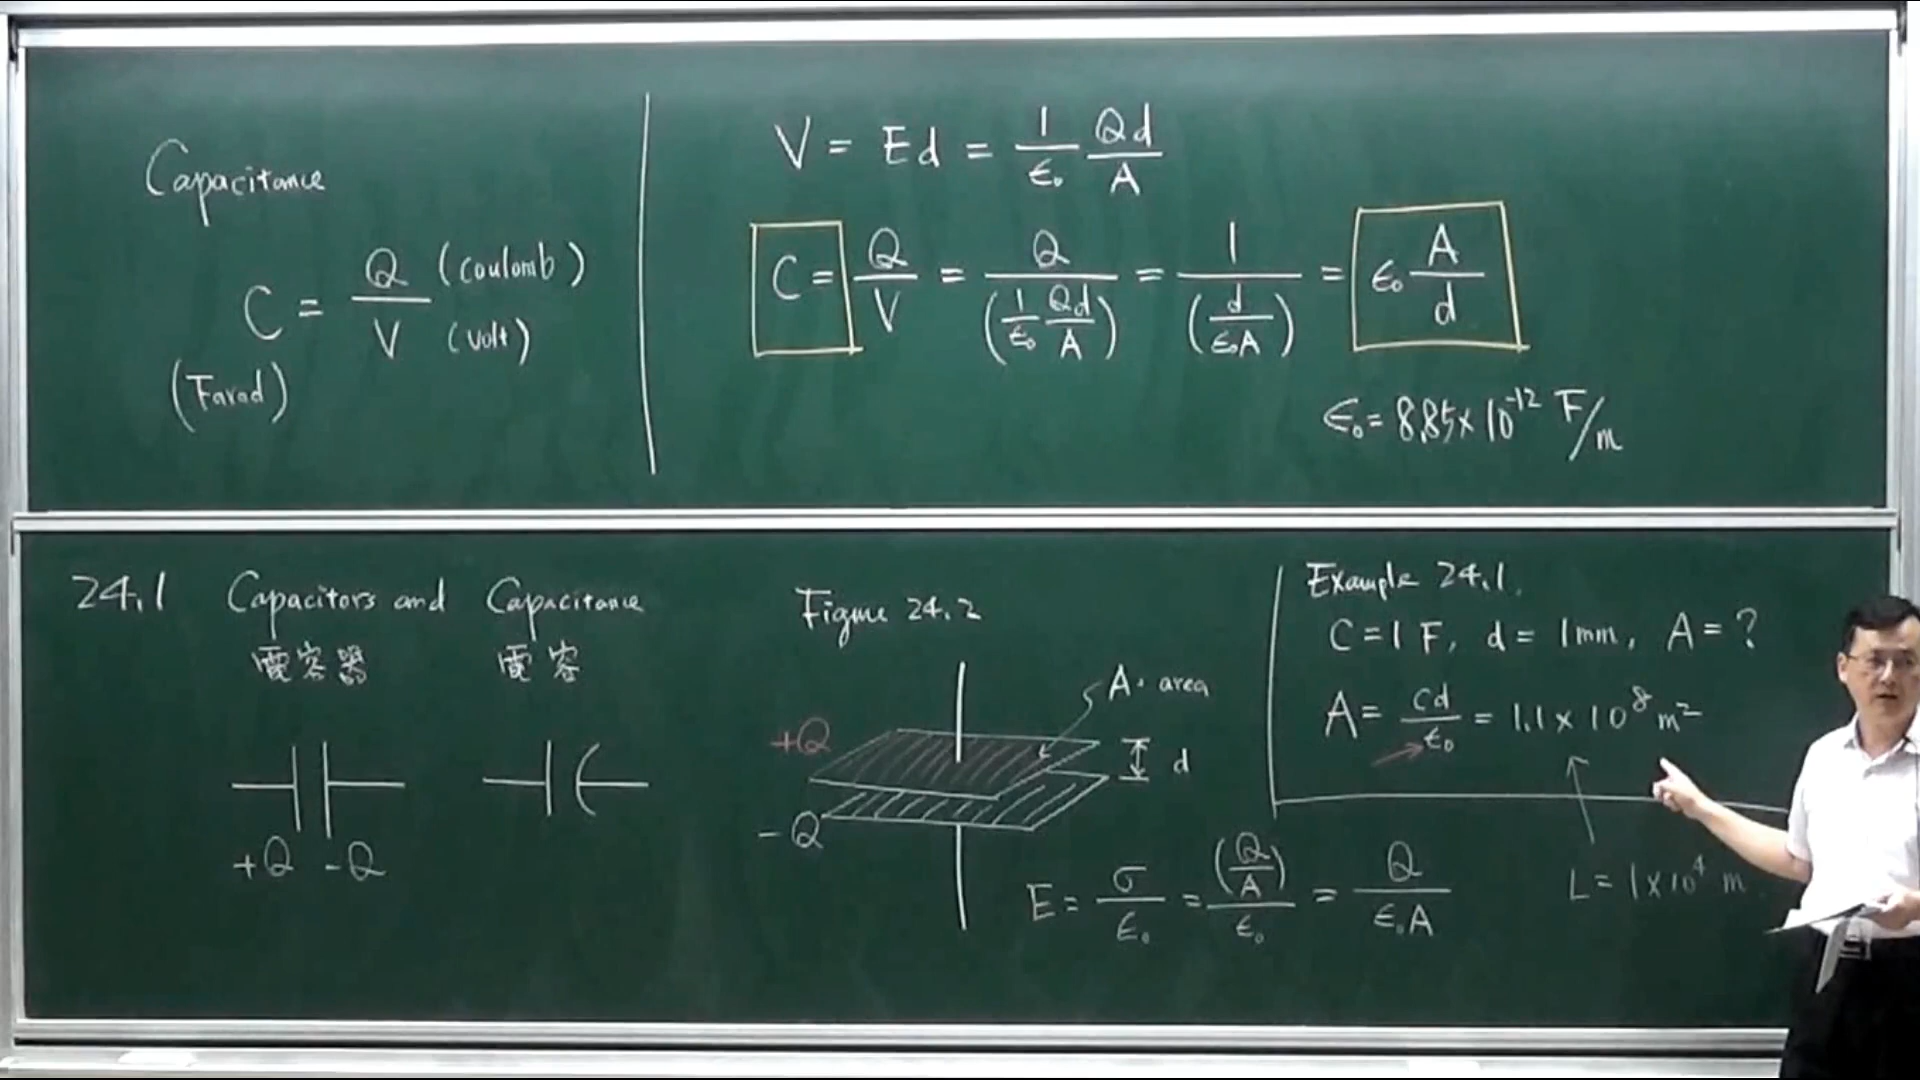 Capacitance
C = Q (coulomb) / V (volt)
(Farad)
V = Ed = 1/ϵ₀ Qd/A
C = Q/V = Q/(1/ϵ₀ Qd/A) = 1/(d/ϵ₀A) = ϵ₀ A/d
ϵ₀ = 8.85 × 10⁻¹² F/m
24.1 Capacitors and Capacitance
電容器 電容
+Q -Q
Figure 24.2
A: area
+Q
d
-Q
E = σ/ϵ₀ = (Q/A)/ϵ₀ = Q/ϵ₀A
Example 24.1.
C = 1 F, d = 1 mm, A = ?
A = Cd/ϵ₀ = 1.1 × 10⁸ m²
L = 1 × 10⁴ m